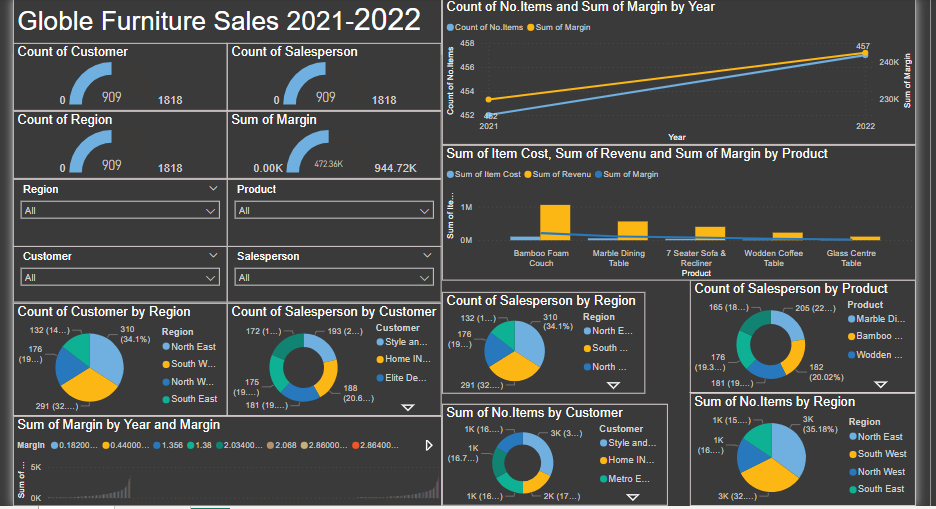 Globle Furniture Sales 2021-2022
Count of Customer
0
909
1818
Count of Salesperson
0
909
1818
Count of Region
0
909
1818
Sum of Margin
0.00K
472.36K
944.72K
Region
All
Product
All
Customer
All
Salesperson
All
Count of No.Items and Sum of Margin by Year
Count of No.Items Sum of Margin
Count of No.Items
458
456
454
452
452
457
240K
230K
Sum of Margin
2021
2022
Year
Sum of Item Cost, Sum of Revenu and Sum of Margin by Product
Sum of Item Cost Sum of Revenu Sum of Margin
Sum of Ite...
1M
0M
Bamboo Foam Couch
Marble Dining Table
7 Seater Sofa & Recliner
Wodden Coffee Table
Glass Centre Table
Product
Count of Customer by Region
132 (14....)
310 (34.1%)
176 (19....)
291 (32....)
Region
North East
South W...
North W...
South East
Count of Salesperson by Customer
172 (1...)
193 (2...)
175 (19....)
188 (20.6...)
181 (19....)
Customer
Style an...
Home IN...
Elite De...
Count of Salesperson by Region
132 (1...)
310 (34.1%)
176 (19...)
291 (32....)
Region
North E...
South ...
North ...
Count of Salesperson by Product
165 (18....)
205 (22...)
176 (19.3...)
182 (20.02%)
181 (19....)
Product
Marble Di...
Bamboo ...
Wodden ...
Sum of Margin by Year and Margin
Margin 0.18200... 0.44000... 1.356 1.38 2.03400... 2.088 2.86000... 2.86400...
Sum of ...
5K
0K
Sum of No.Items by Customer
1K (16....)
3K (3...)
1K (16.7...)
1K (16...)
2K (17...)
Customer
Style and...
Home IN...
Metro E...
Sum of No.Items by Region
1K (15....)
3K (35.18%)
1K (16....)
3K (32....)
Region
North East
South West
North West
South East